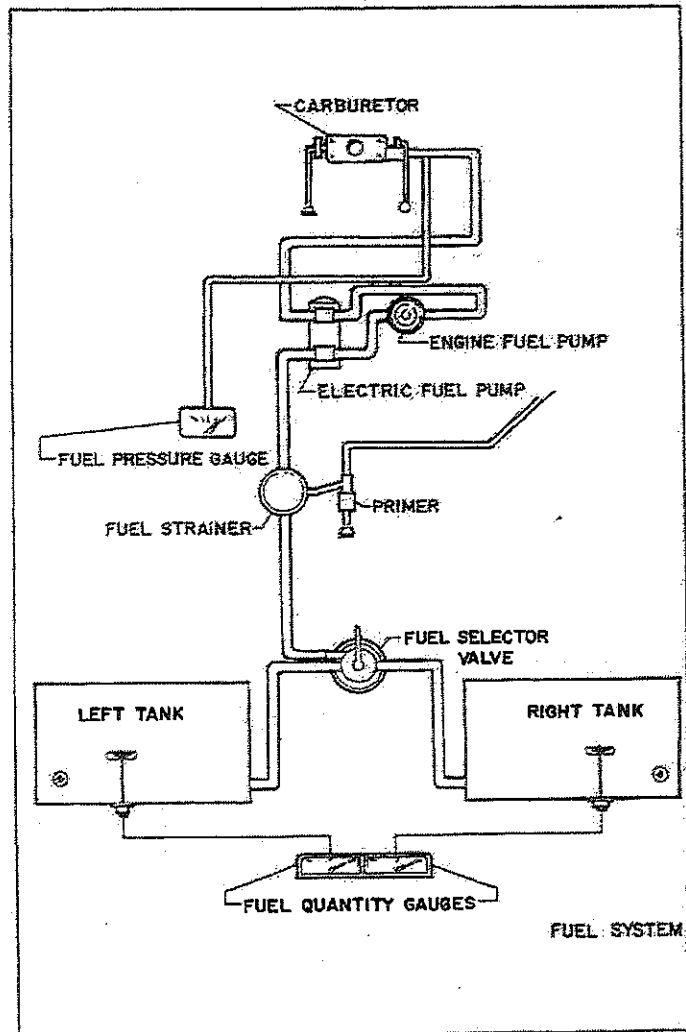 CARBURETOR
ENGINE FUEL PUMP
ELECTRIC FUEL PUMP
FUEL PRESSURE GAUGE
PRIMER
FUEL STRAINER
FUEL SELECTOR
VALVE
LEFT TANK
RIGHT TANK
FUEL QUANTITY GAUGES
FUEL SYSTEM